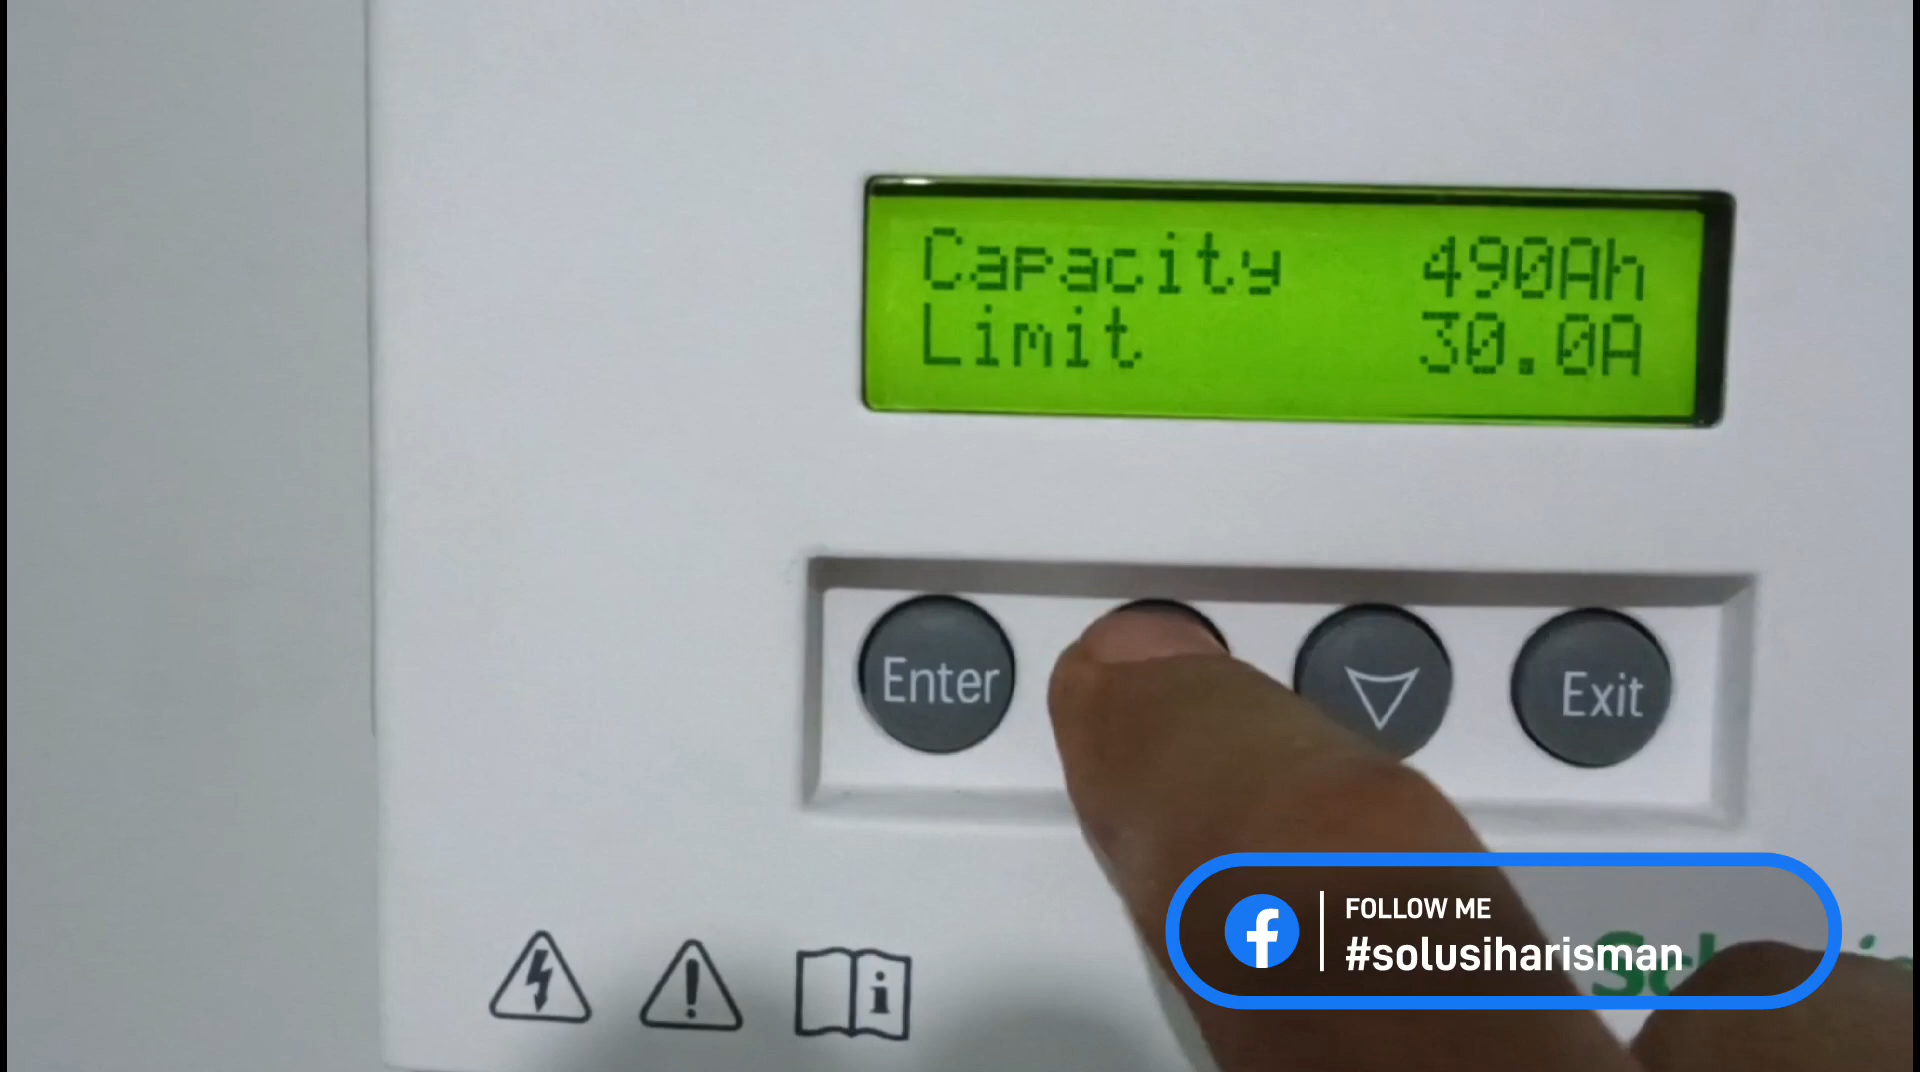 Capacity 490Ah
Limit 30.0A
Enter
Exit
FOLLOW ME
#solusiharisman